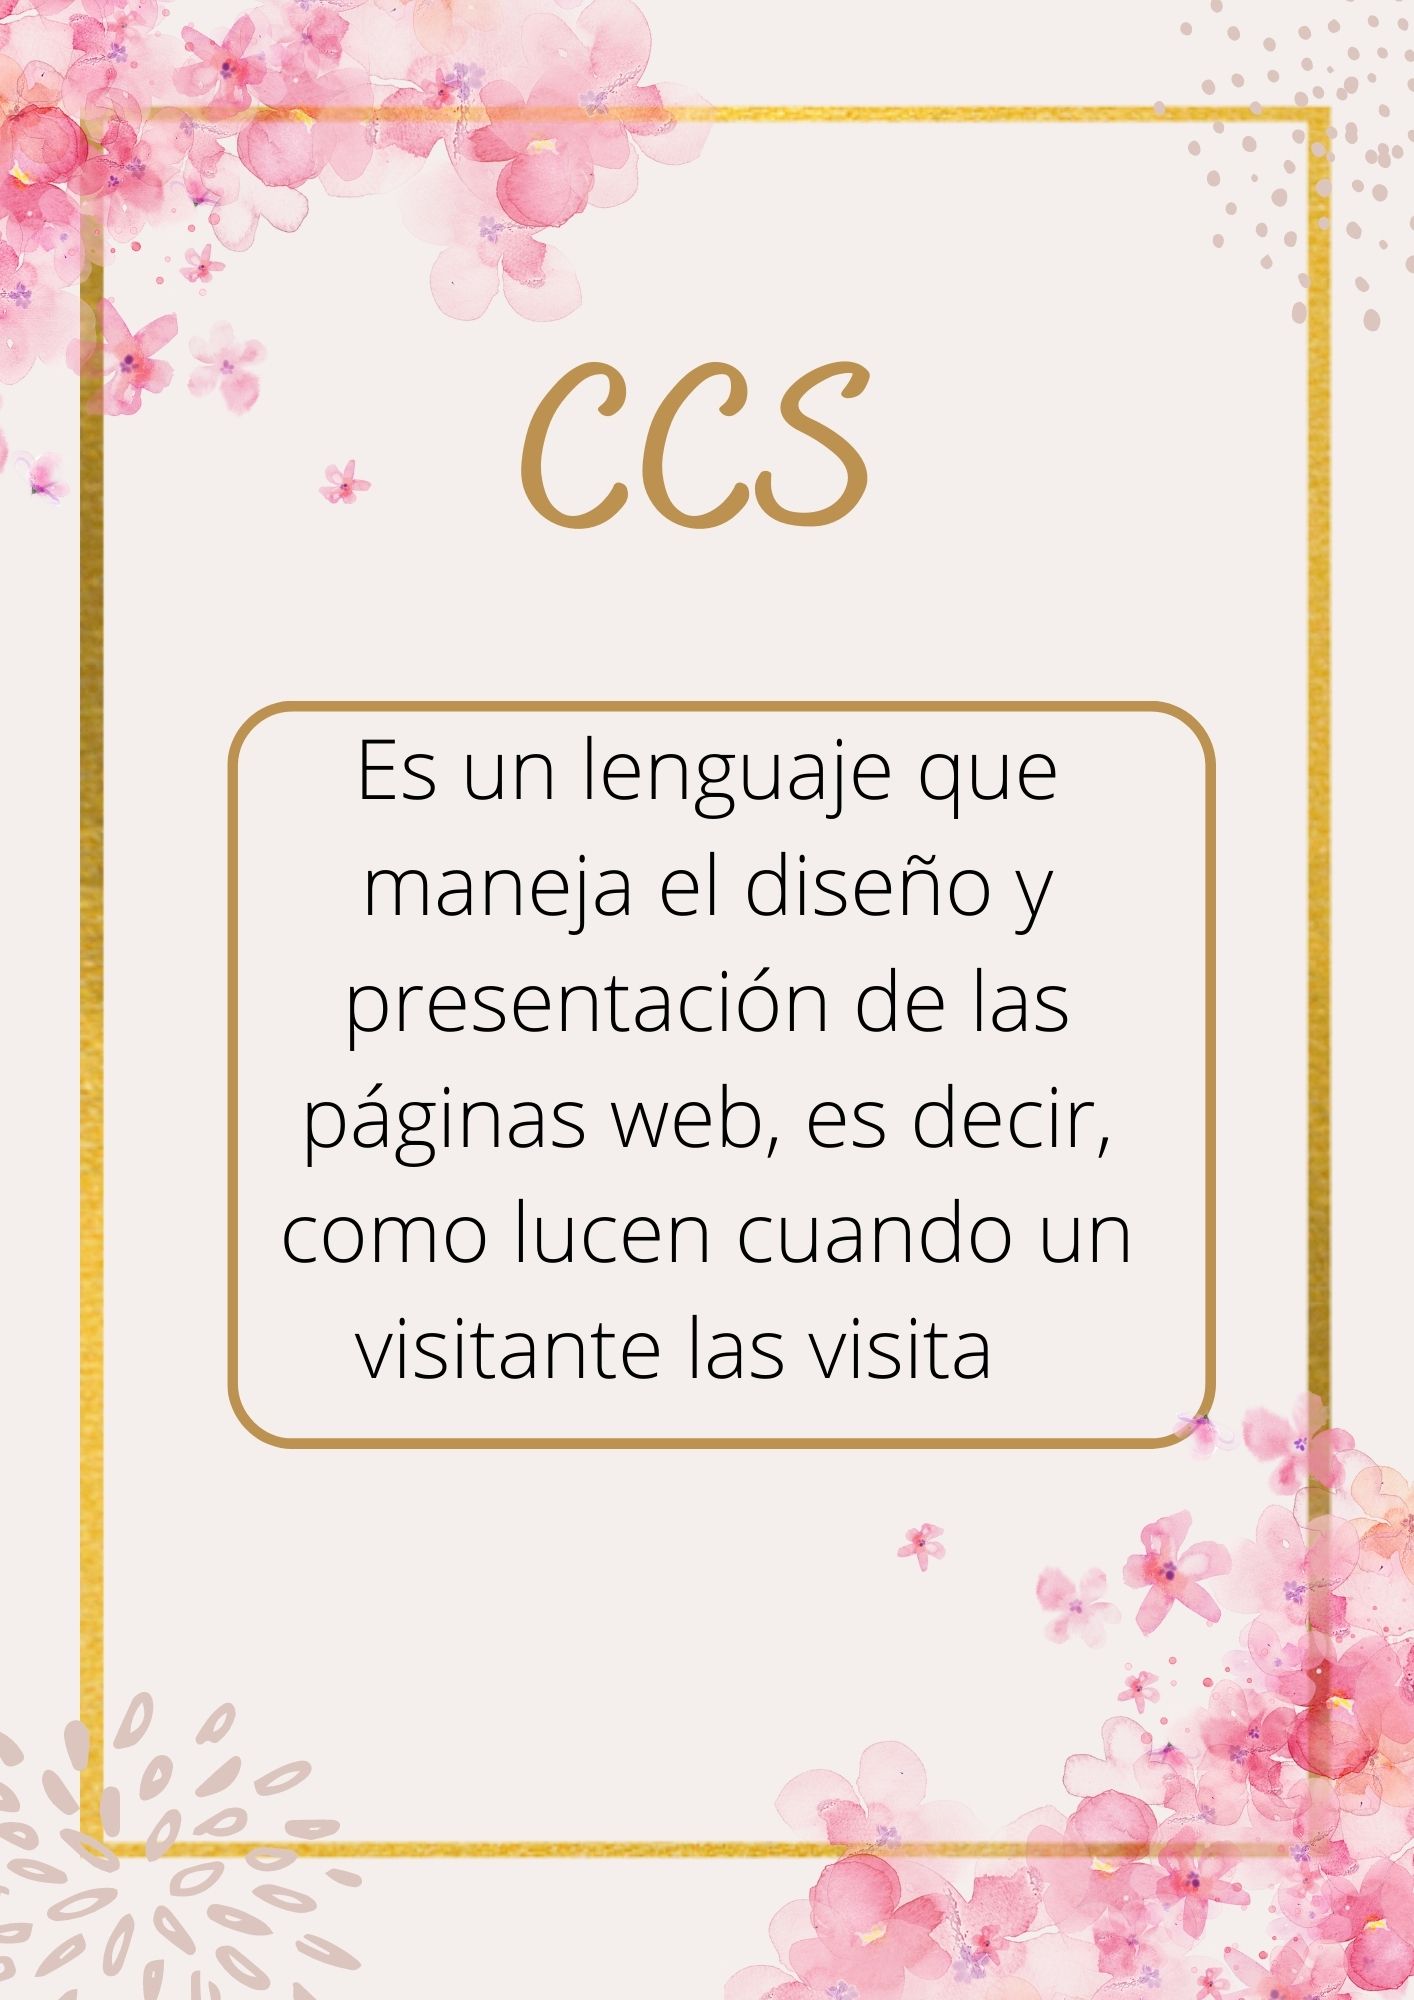 CCS
Es un lenguaje que
maneja el diseño y
presentación de las
páginas web, es decir,
como lucen cuando un
visitante las visita